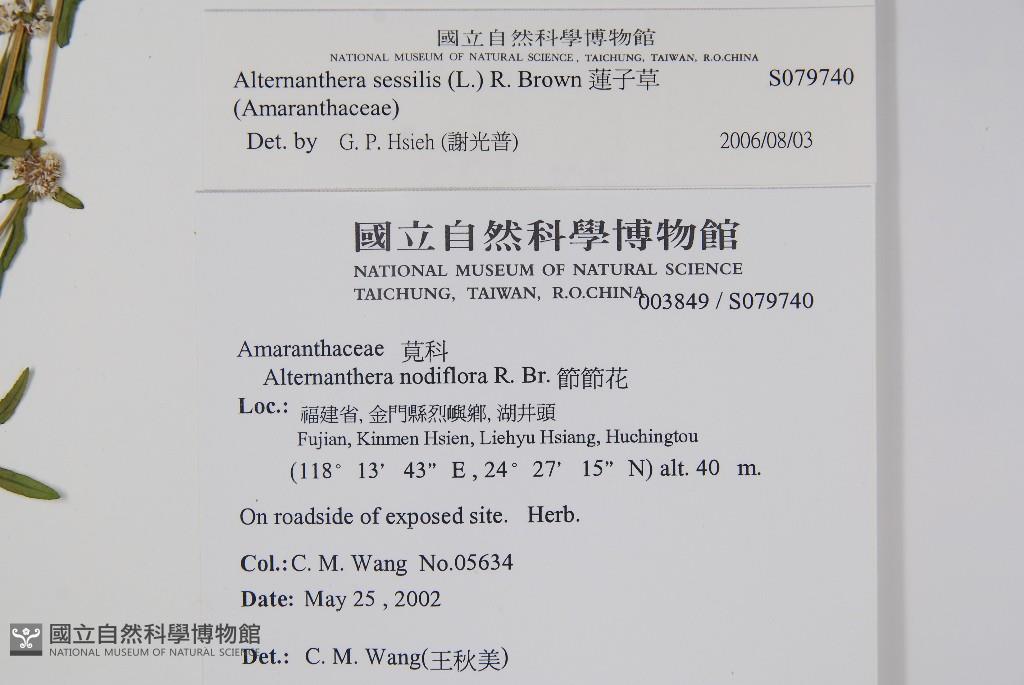 國立自然科學博物館
NATIONAL MUSEUM OF NATURAL SCIENCE, TAICHUNG, TAIWAN, R.O.CHINA
Alternanthera sessilis (L.) R. Brown 蓮子草 S079740
(Amaranthaceae)
Det. by G. P. Hsieh (謝光普) 2006/08/03
國立自然科學博物館
NATIONAL MUSEUM OF NATURAL SCIENCE
TAICHUNG, TAIWAN, R.O.CHINA
003849 / S079740
Amaranthaceae 莧科
Alternanthera nodiflora R. Br. 節節花
Loc.: 福建省, 金門縣烈嶼鄉, 湖井頭
Fujian, Kinmen Hsien, Liehyu Hsiang, Huchingtou
(118° 13' 43" E , 24° 27' 15" N) alt. 40 m.
On roadside of exposed site. Herb.
Col.: C. M. Wang No.05634
Date: May 25 , 2002
Det.: C. M. Wang(王秋美)
國立自然科學博物館
NATIONAL MUSEUM OF NATURAL SCIENCE